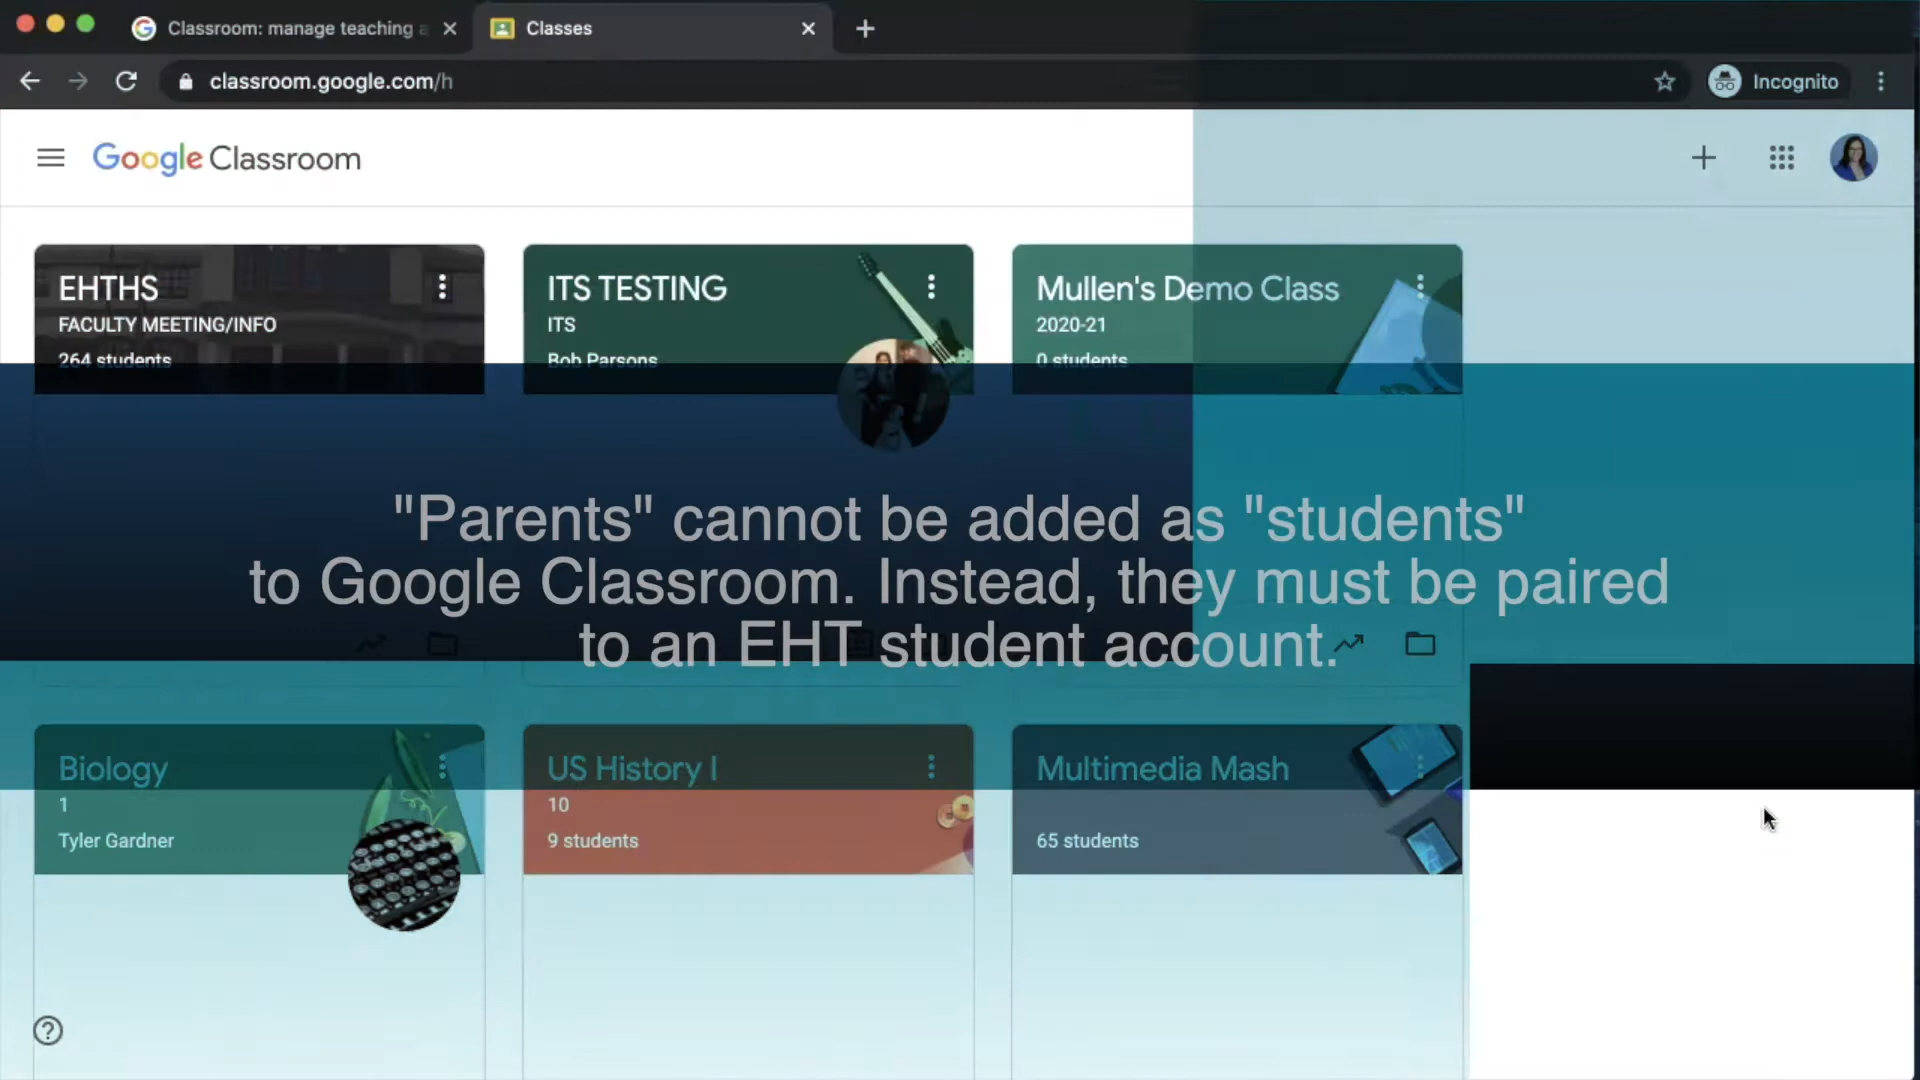 Classroom: manage teaching a
Classes
classroom.google.com/h
Incognito
Google Classroom
EHTHS
FACULTY MEETING/INFO
264 students
ITS TESTING
ITS
Bob Parsons
Mullen's Demo Class
2020-21
0 students
"Parents" cannot be added as "students"
to Google Classroom. Instead, they must be paired
to an EHT student account.
Biology
1
Tyler Gardner
US History I
10
9 students
Multimedia Mash
65 students